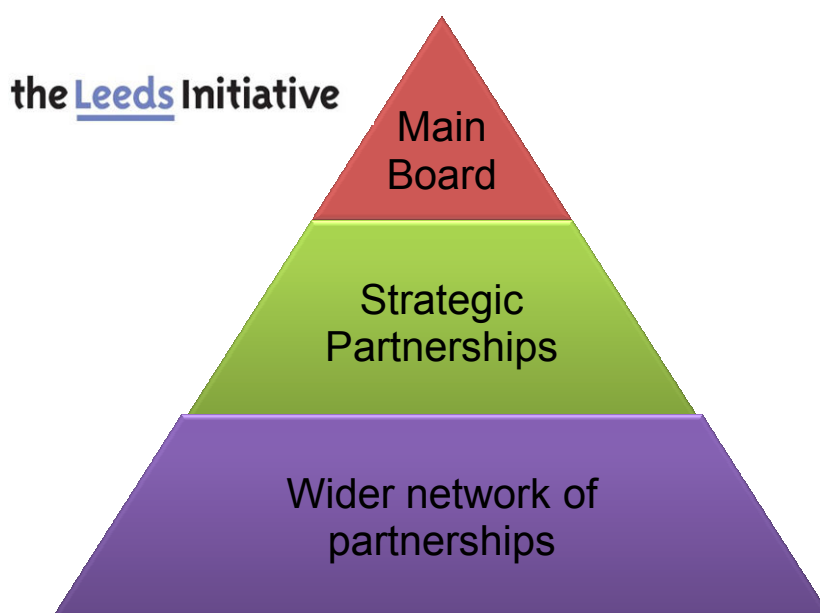 the Leeds Initiative
Main
Board
Strategic
Partnerships
Wider network of
partnerships